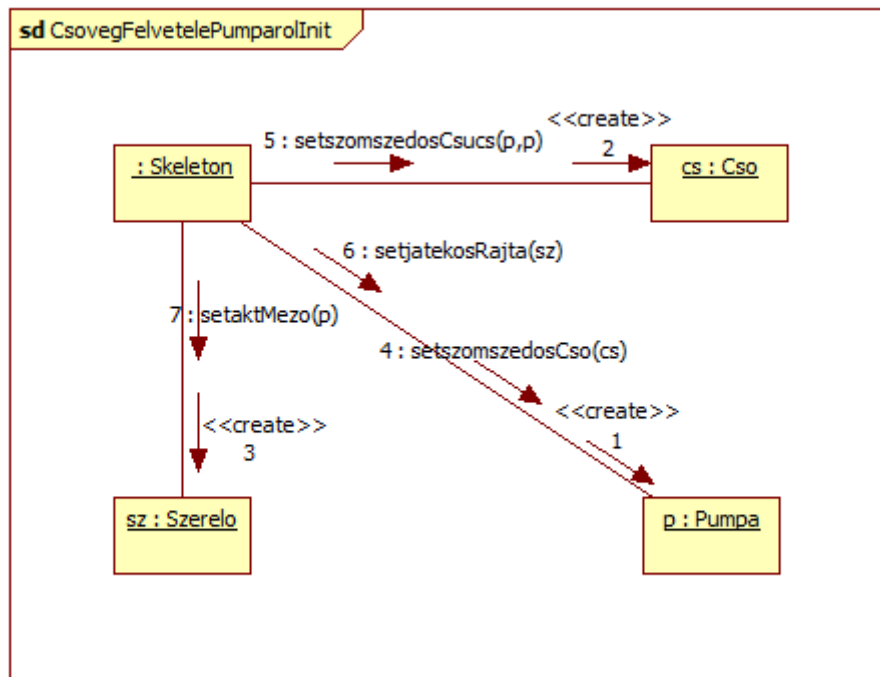 sd CsovegFelvetelePumparolInit
<<create>>
5 : setszomszedosCsucs(p,p)
2
: Skeleton
cs : Cso
6 : setjatekosRajta(sz)
7 : setaktMezo(p)
4 : setszomszedosCso(cs)
<<create>>
1
<<create>>
3
sz : Szerelo
p : Pumpa